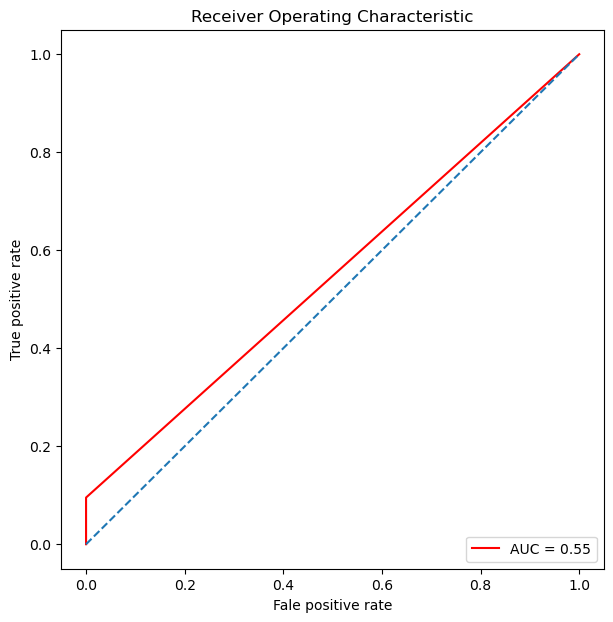 Receiver Operating Characteristic
True positive rate
1.0
0.8
0.6
0.4
0.2
0.0
AUC = 0.55
0.0 0.2 0.4 0.6 0.8 1.0
Fale positive rate